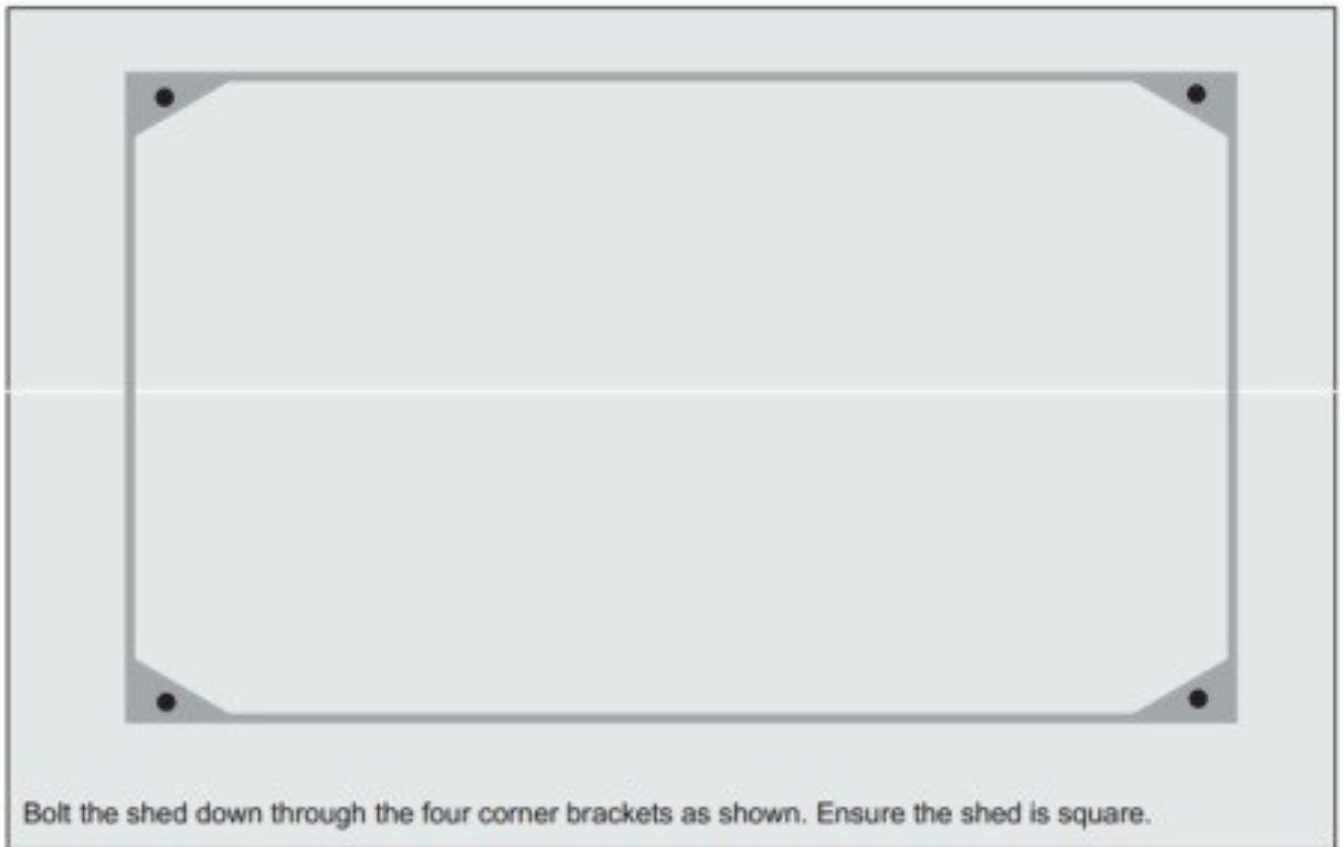 Bolt the shed down through the four corner brackets as shown. Ensure the shed is square.